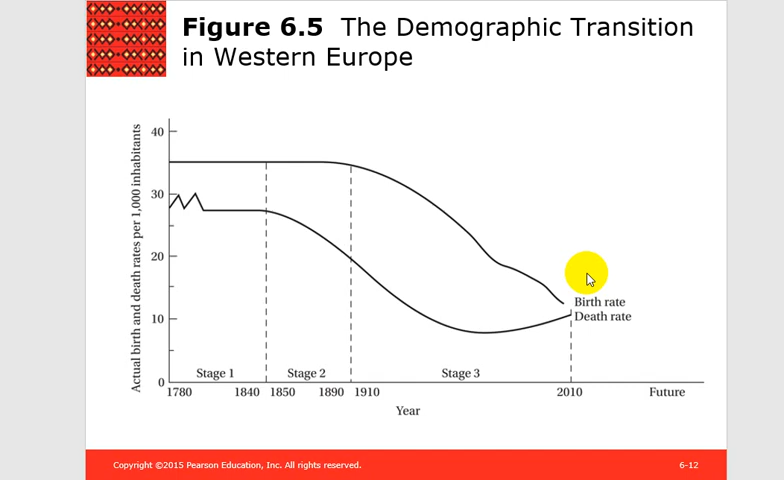 Figure 6.5 The Demographic Transition
in Western Europe
Actual birth and death rates per 1,000 inhabitants
40
30
20
10
0
Birth rate
Death rate
Stage 1 Stage 2 Stage 3
1780 1840 1850 1890 1910 2010 Future
Year
Copyright ©2015 Pearson Education, Inc. All rights reserved. 6-12